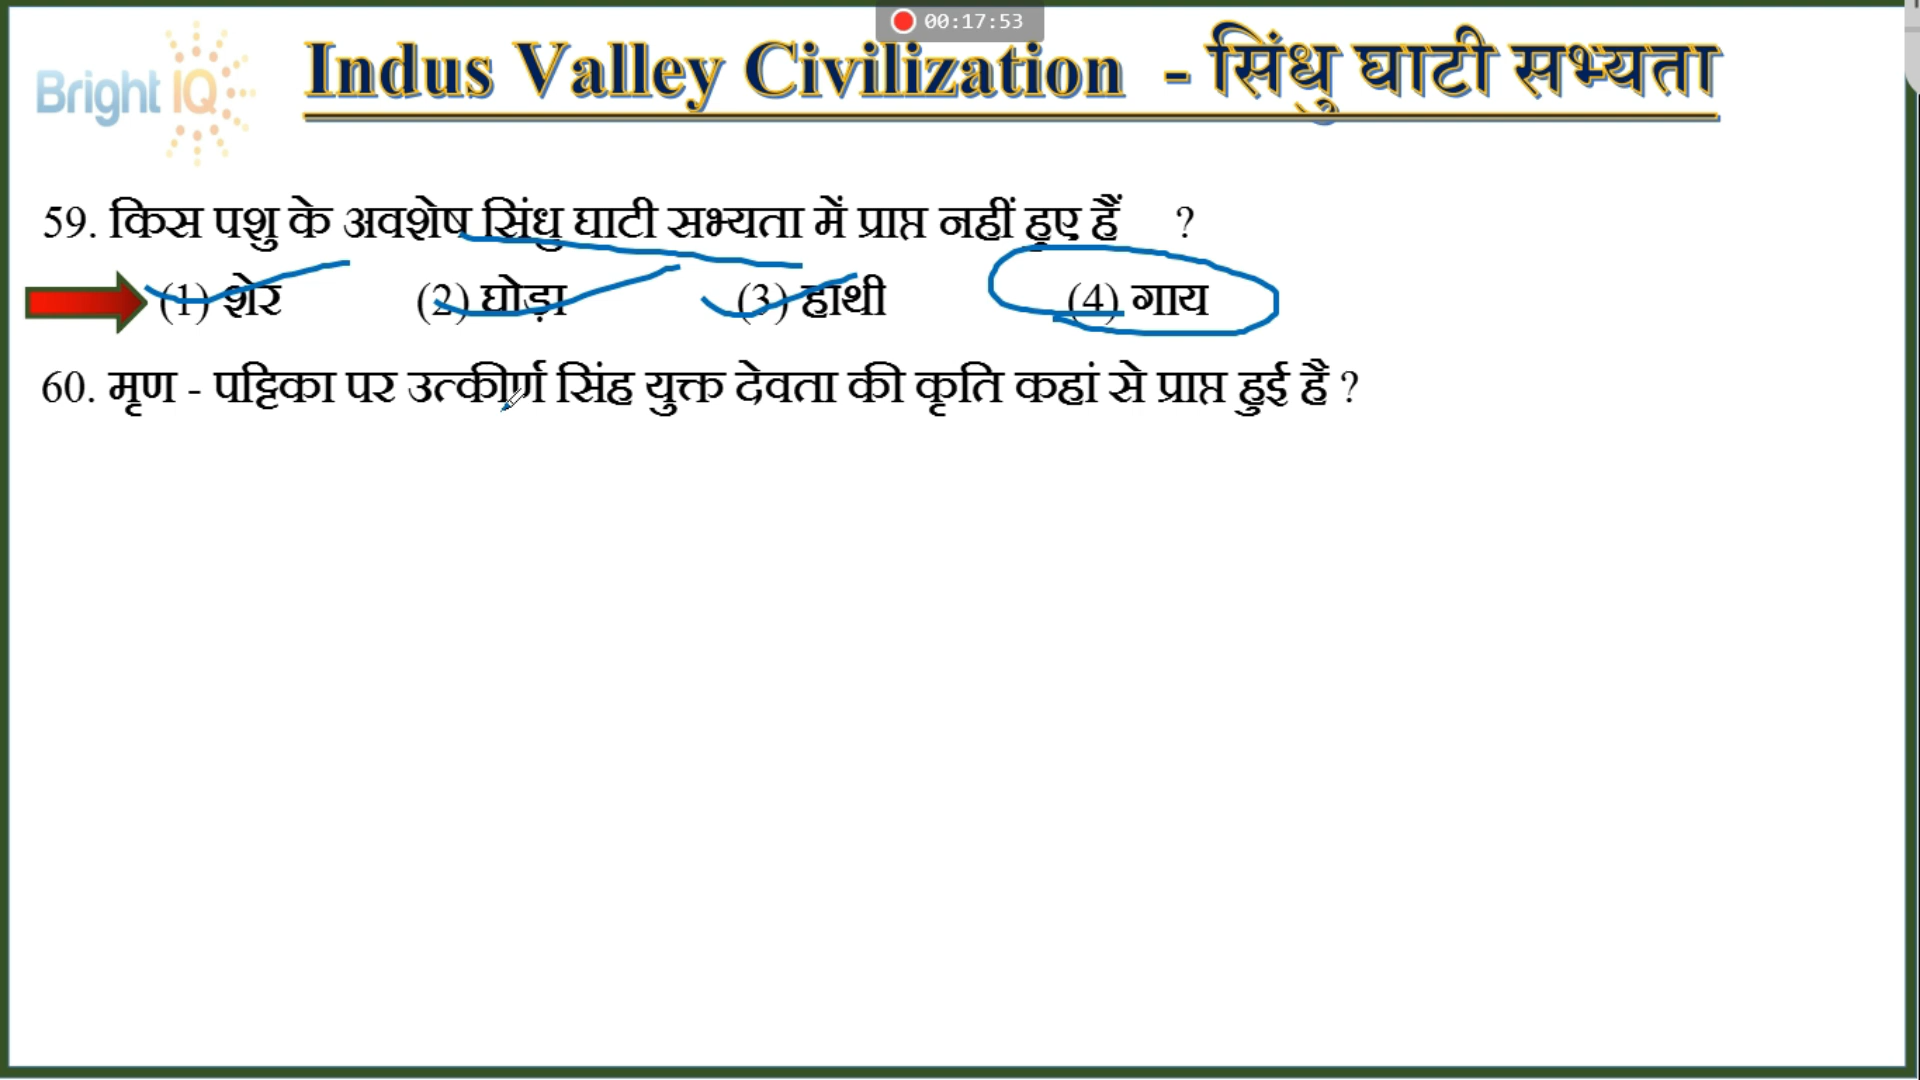 00:17:53
Bright IQ
Indus Valley Civilization - सिंधु घाटी सभ्यता
59. किस पशु के अवशेष सिंधु घाटी सभ्यता में प्राप्त नहीं हुए हैं ?
(1) शेर (2) घोड़ा (3) हाथी (4) गाय
60. मृण - पट्टिका पर उत्कीर्ण सिंह युक्त देवता की कृति कहां से प्राप्त हुई है ?